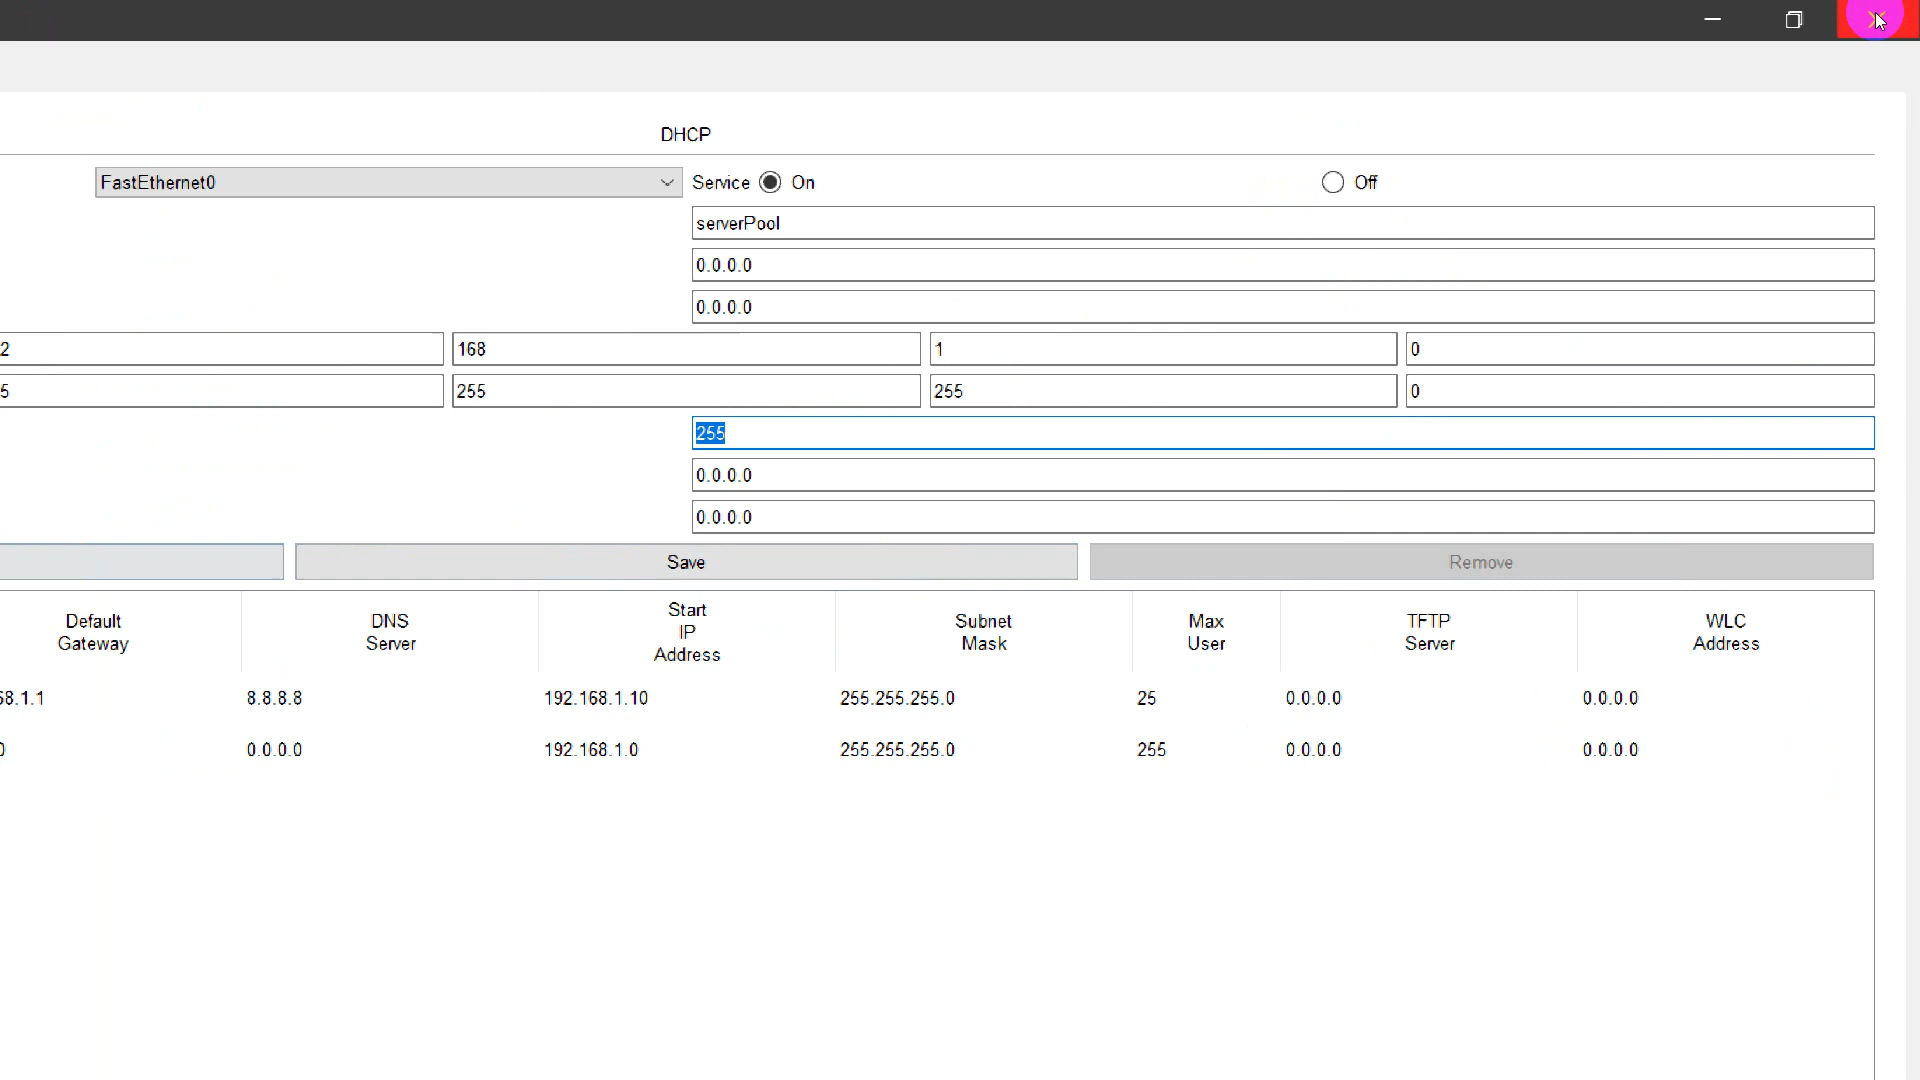 DHCP
FastEthernet0 Service On Off
serverPool
0.0.0.0
0.0.0.0
2 168 1 0
5 255 255 0
255
0.0.0.0
0.0.0.0
Save Remove
Default Gateway DNS Server Start IP Address Subnet Mask Max User TFTP Server WLC Address
68.1.1 8.8.8.8 192.168.1.10 255.255.255.0 25 0.0.0.0 0.0.0.0
0 0.0.0.0 192.168.1.0 255.255.255.0 255 0.0.0.0 0.0.0.0